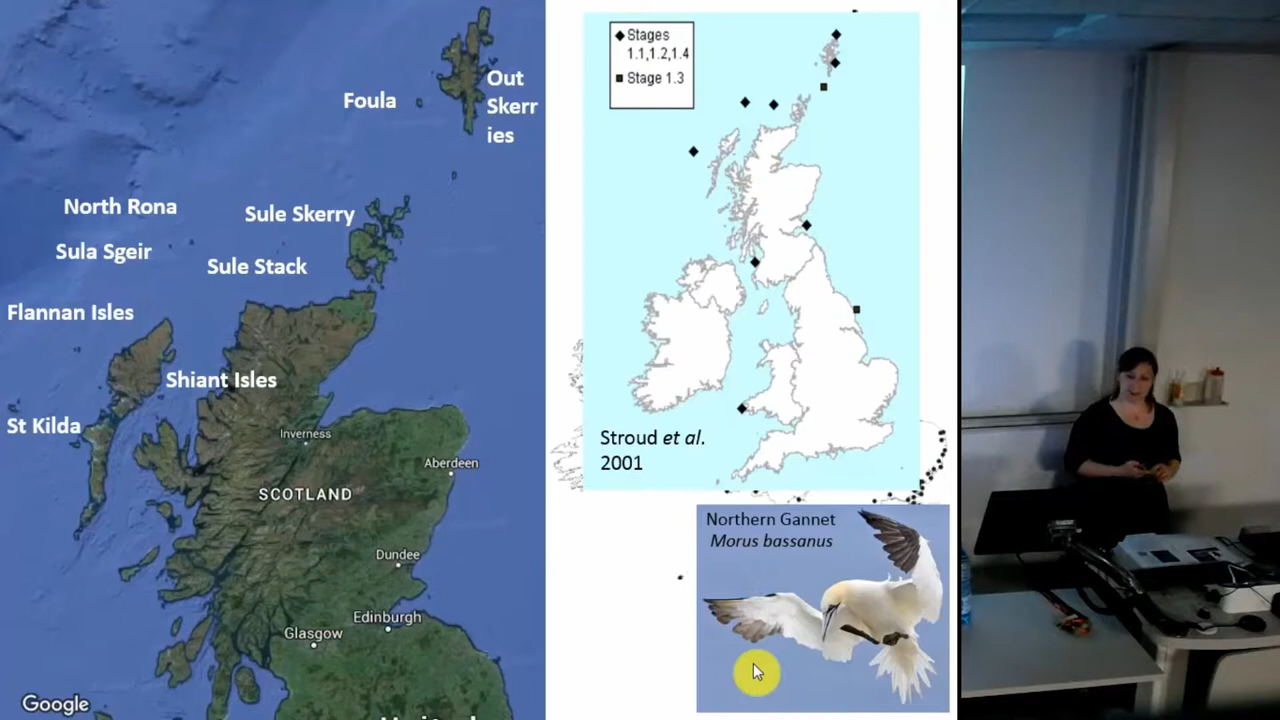 Out
Skerr
ies
Foula
North Rona
Sule Skerry
Sula Sgeir
Sule Stack
Flannan Isles
Shiant Isles
St Kilda
Inverness
Aberdeen
SCOTLAND
Dundee
Edinburgh
Glasgow
Google
Stages
1.1,1.2,1.4
Stage 1.3
Stroud et al.
2001
Northern Gannet
Morus bassanus